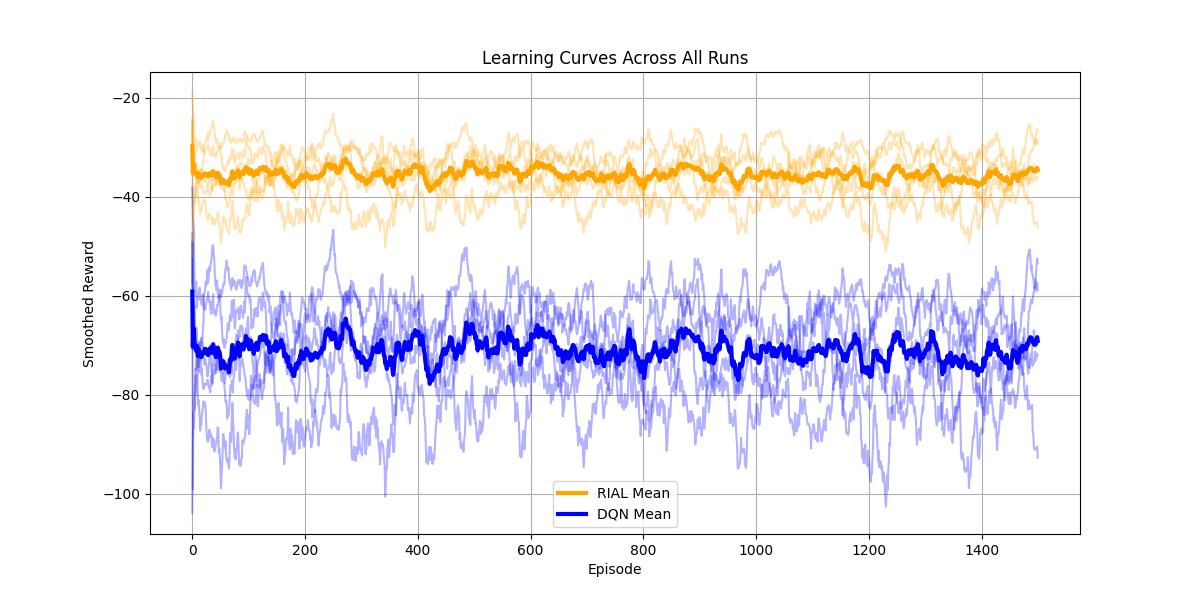 Learning Curves Across All Runs
Smoothed Reward
−20
−40
−60
−80
−100
RIAL Mean
DQN Mean
0 200 400 600 800 1000 1200 1400
Episode